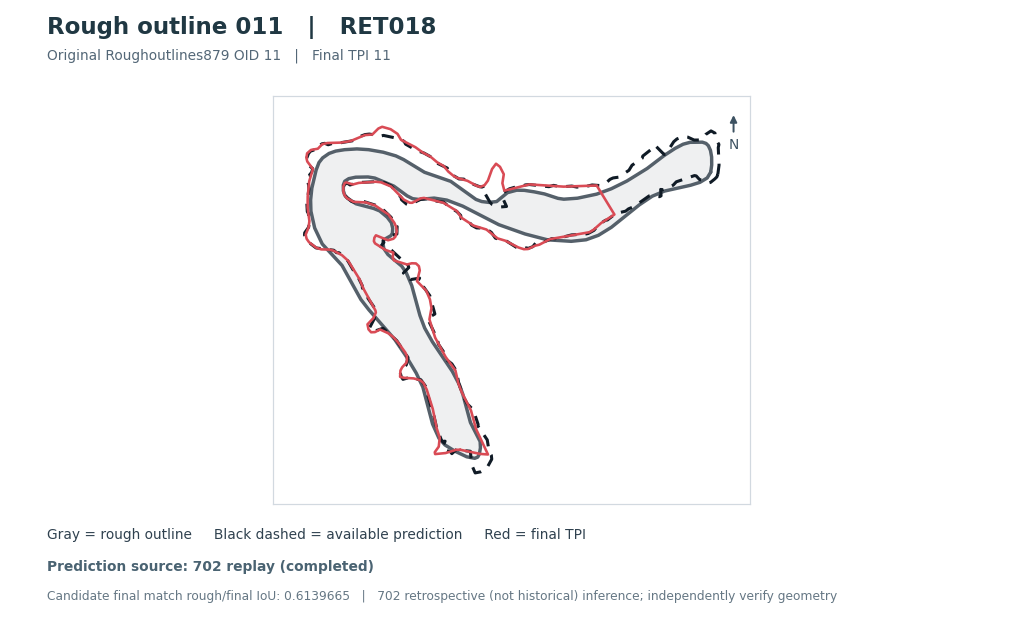 Rough outline 011 | RET018
Original Roughoutlines879 OID 11 | Final TPI 11
N
Gray = rough outline Black dashed = available prediction Red = final TPI
Prediction source: 702 replay (completed)
Candidate final match rough/final IoU: 0.6139665 | 702 retrospective (not historical) inference; independently verify geometry